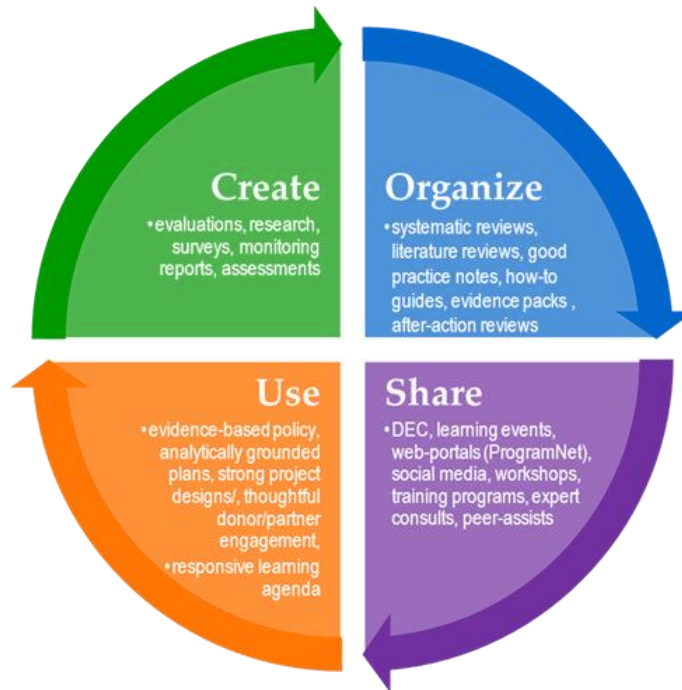 Create
•evaluations, research,
surveys, monitoring
reports, assessments
Organize
•systematic reviews,
literature reviews, good
practice notes, how-to
guides, evidence packs ,
after-action reviews
Use
•evidence-based policy,
analytically grounded
plans, strong project
designs/, thoughtful
donor/partner
engagement,
•responsive learning
agenda
Share
•DEC, learning events,
web-portals (ProgramNet),
social media, workshops,
training programs, expert
consults, peer-assists